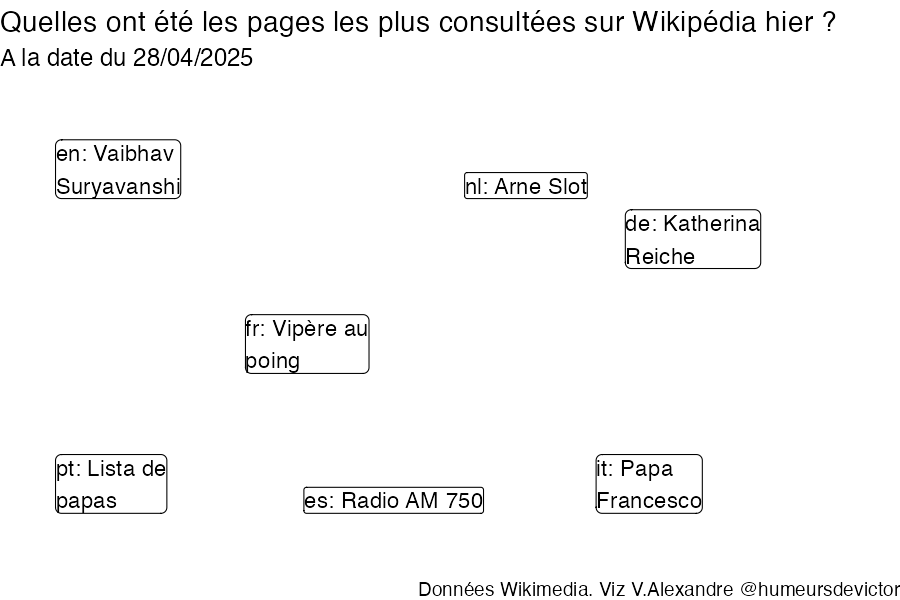 Quelles ont été les pages les plus consultées sur Wikipédia hier ?
A la date du 28/04/2025
en: Vaibhav
Suryavanshi
nl: Arne Slot
de: Katherina
Reiche
fr: Vipère au
poing
pt: Lista de
papas
es: Radio AM 750
it: Papa
Francesco
Données Wikimedia. Viz V.Alexandre @humeursdevictor